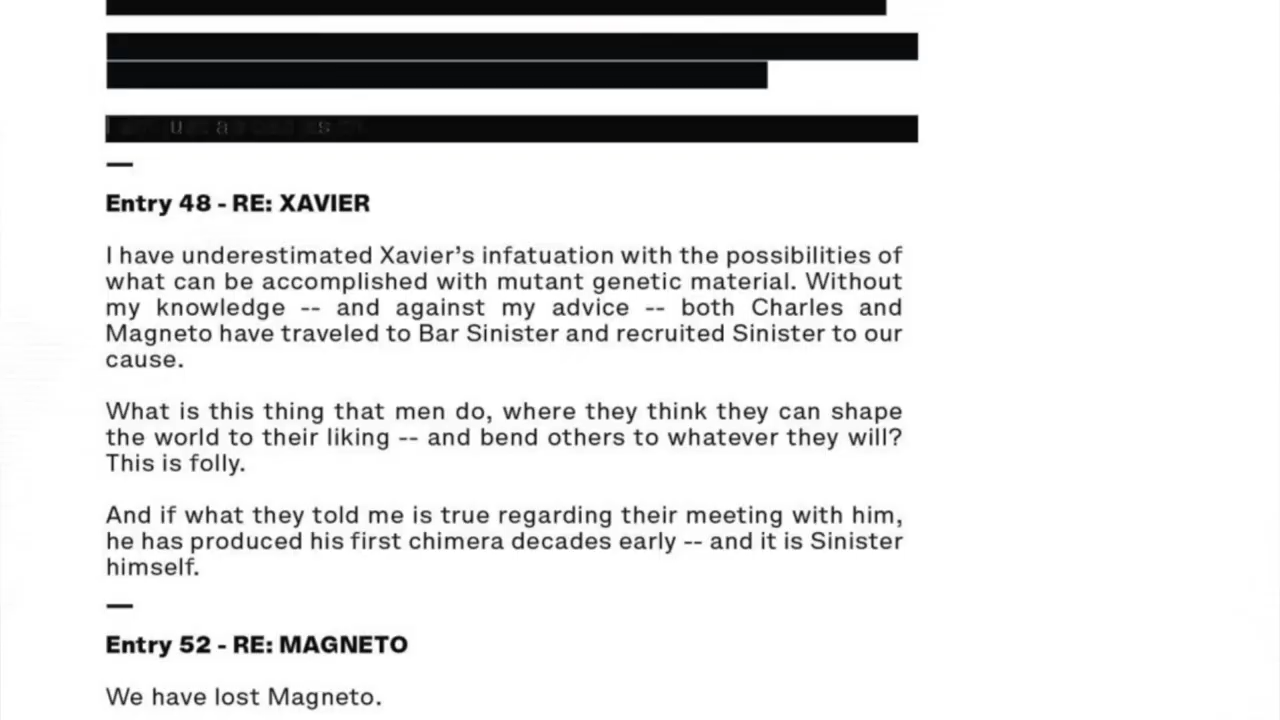 Entry 48 - RE: XAVIER
I have underestimated Xavier’s infatuation with the possibilities of
what can be accomplished with mutant genetic material. Without
my knowledge -- and against my advice -- both Charles and
Magneto have traveled to Bar Sinister and recruited Sinister to our
cause.
What is this thing that men do, where they think they can shape
the world to their liking -- and bend others to whatever they will?
This is folly.
And if what they told me is true regarding their meeting with him,
he has produced his first chimera decades early -- and it is Sinister
himself.
Entry 52 - RE: MAGNETO
We have lost Magneto.